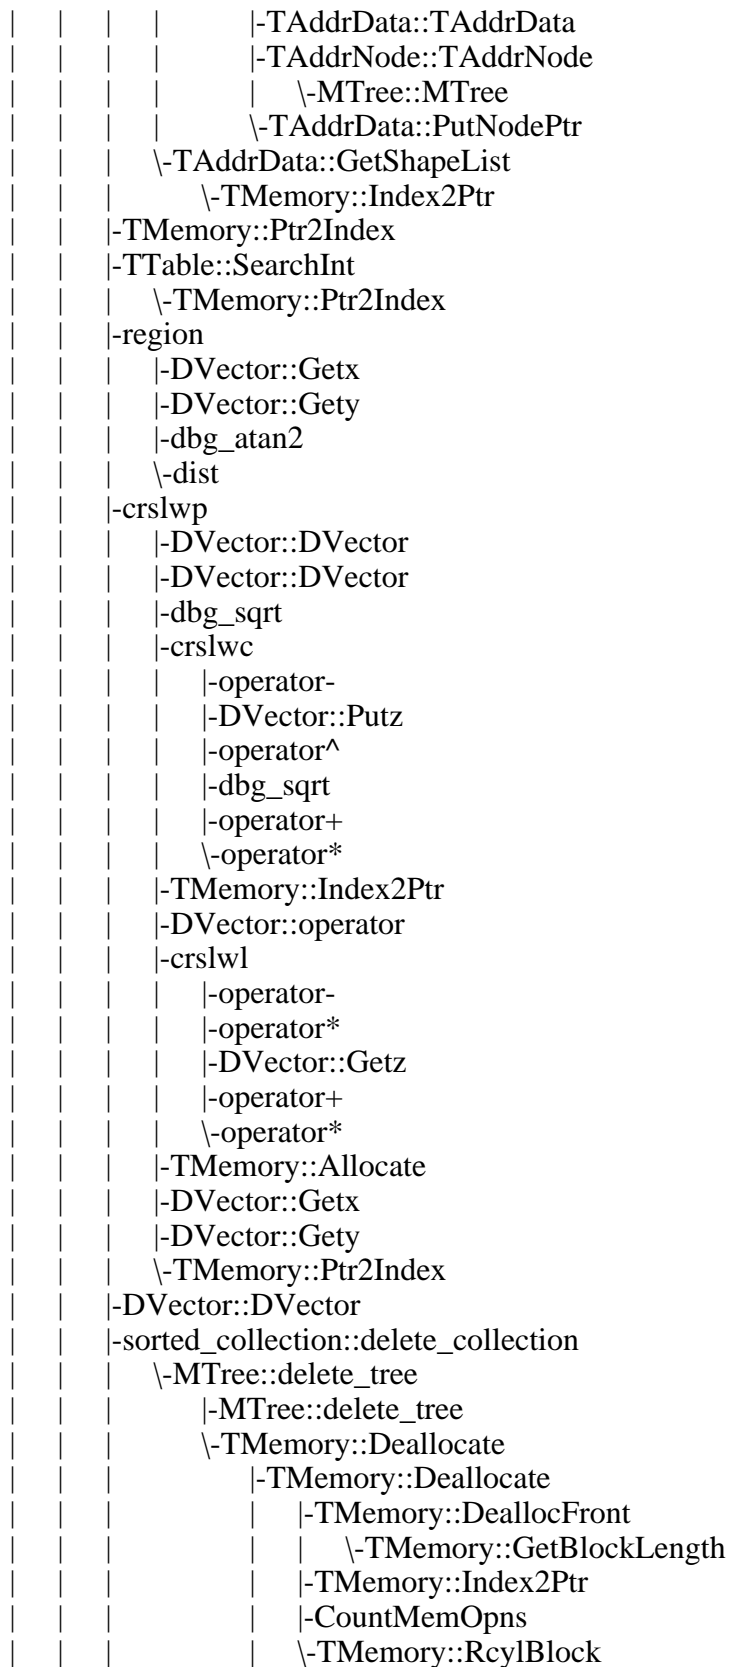 |    |    |    |         |-TAddrData::TAddrData
|    |    |    |         |-TAddrNode::TAddrNode
|    |    |    |         |    \-MTree::MTree
|    |    |    |         \-TAddrData::PutNodePtr
|    |    |    \-TAddrData::GetShapeList
|    |    |         \-TMemory::Index2Ptr
|    |    |-TMemory::Ptr2Index
|    |    |-TTable::SearchInt
|    |    |    \-TMemory::Ptr2Index
|    |    |-region
|    |    |    |-DVector::Getx
|    |    |    |-DVector::Gety
|    |    |    |-dbg_atan2
|    |    |    \-dist
|    |    |-crslwp
|    |    |    |-DVector::DVector
|    |    |    |-DVector::DVector
|    |    |    |-dbg_sqrt
|    |    |    |-crslwc
|    |    |    |    |-operator-
|    |    |    |    |-DVector::Putz
|    |    |    |    |-operator^
|    |    |    |    |-dbg_sqrt
|    |    |    |    |-operator+
|    |    |    |    \-operator*
|    |    |    |-TMemory::Index2Ptr
|    |    |    |-DVector::operator
|    |    |    |-crslwl
|    |    |    |    |-operator-
|    |    |    |    |-operator*
|    |    |    |    |-DVector::Getz
|    |    |    |    |-operator+
|    |    |    |    \-operator*
|    |    |    |-TMemory::Allocate
|    |    |    |-DVector::Getx
|    |    |    |-DVector::Gety
|    |    |    \-TMemory::Ptr2Index
|    |    |-DVector::DVector
|    |    |-sorted_collection::delete_collection
|    |    |    \-MTree::delete_tree
|    |    |         |-MTree::delete_tree
|    |    |         \-TMemory::Deallocate
|    |    |              |-TMemory::Deallocate
|    |    |              |    |-TMemory::DeallocFront
|    |    |              |    |    \-TMemory::GetBlockLength
|    |    |              |    |-TMemory::Index2Ptr
|    |    |              |    |-CountMemOpns
|    |    |              |    \-TMemory::RcylBlock